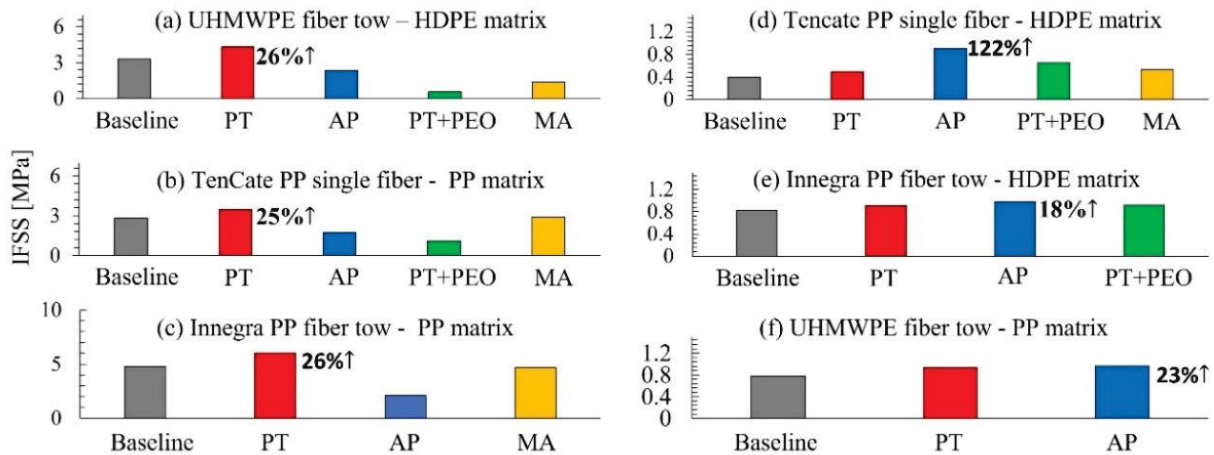 IFSS [MPa]
(a) UHMWPE fiber tow – HDPE matrix
6
3
0
26%↑
Baseline PT AP PT+PEO MA
(b) TenCate PP single fiber - PP matrix
6
3
0
25%↑
Baseline PT AP PT+PEO MA
(c) Innegra PP fiber tow - PP matrix
10
5
0
26%↑
Baseline PT AP MA
(d) Tencate PP single fiber - HDPE matrix
1.2
0.8
0.4
0
122%↑
Baseline PT AP PT+PEO MA
(e) Innegra PP fiber tow - HDPE matrix
1.2
0.8
0.4
0
18%↑
Baseline PT AP PT+PEO
(f) UHMWPE fiber tow - PP matrix
1.2
0.8
0.4
0
23%↑
Baseline PT AP